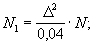 N₁ = Δ²/0,04 · N;